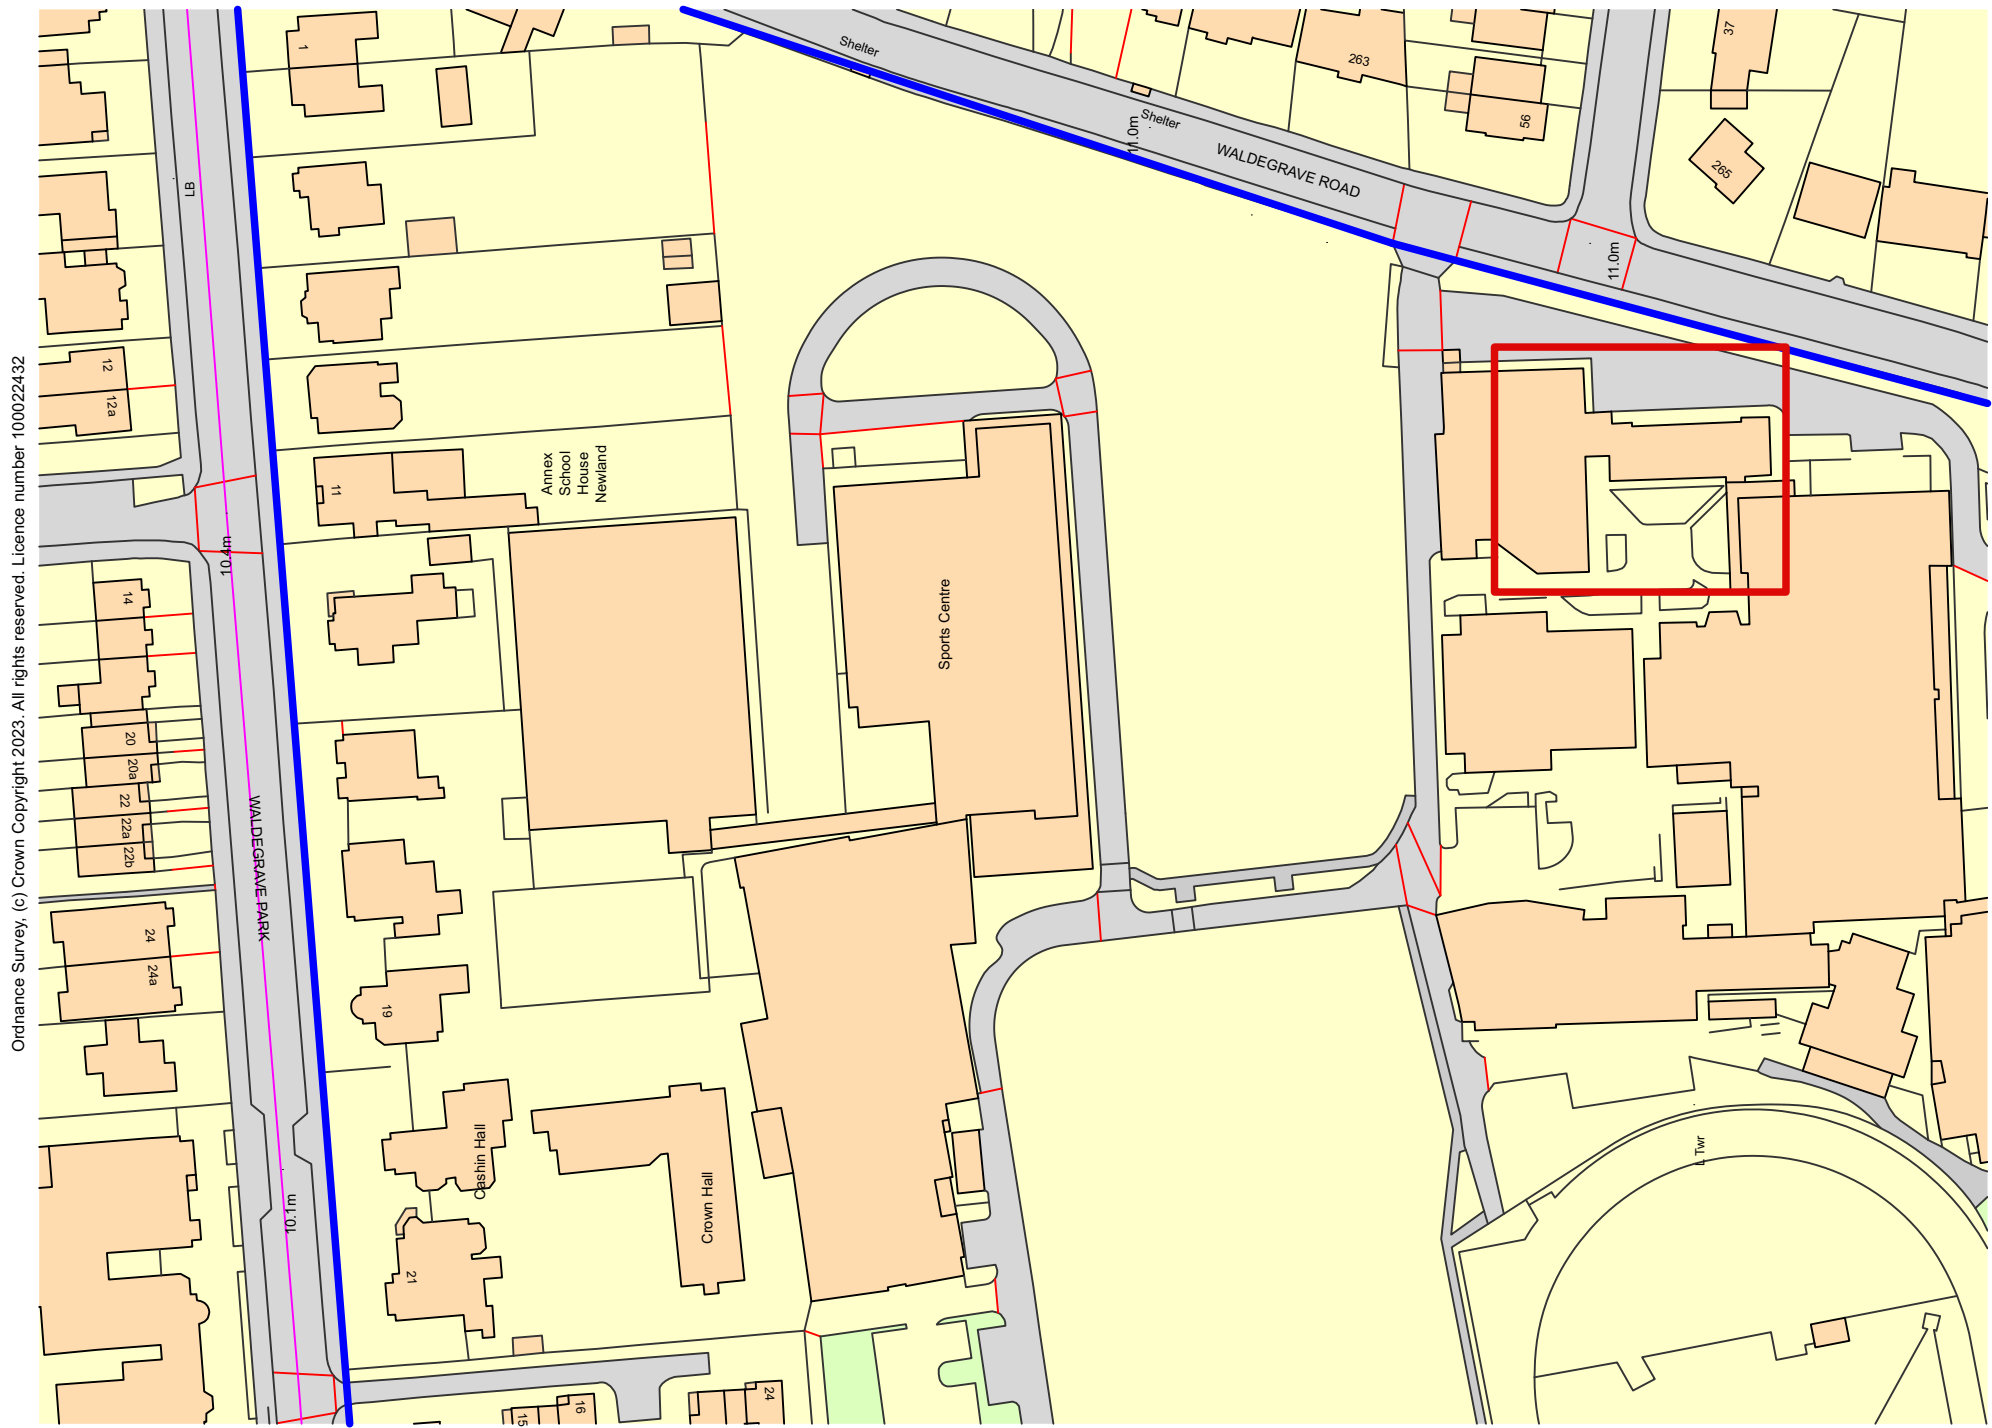 Ordnance Survey, (c) Crown Copyright 2023. All rights reserved. Licence number 100022432
1
Shelter
263
37
56
265
11.0m
Shelter
WALDEGRAVE ROAD
11.0m
LB
12
12a
Annex
School
House
Newland
11
10.4m
14
Sports Centre
20
20a
22
22a
22b
WALDEGRAVE PARK
24
24a
19
Cashin Hall
Crown Hall
L Twr
10.1m
21
24
16
15